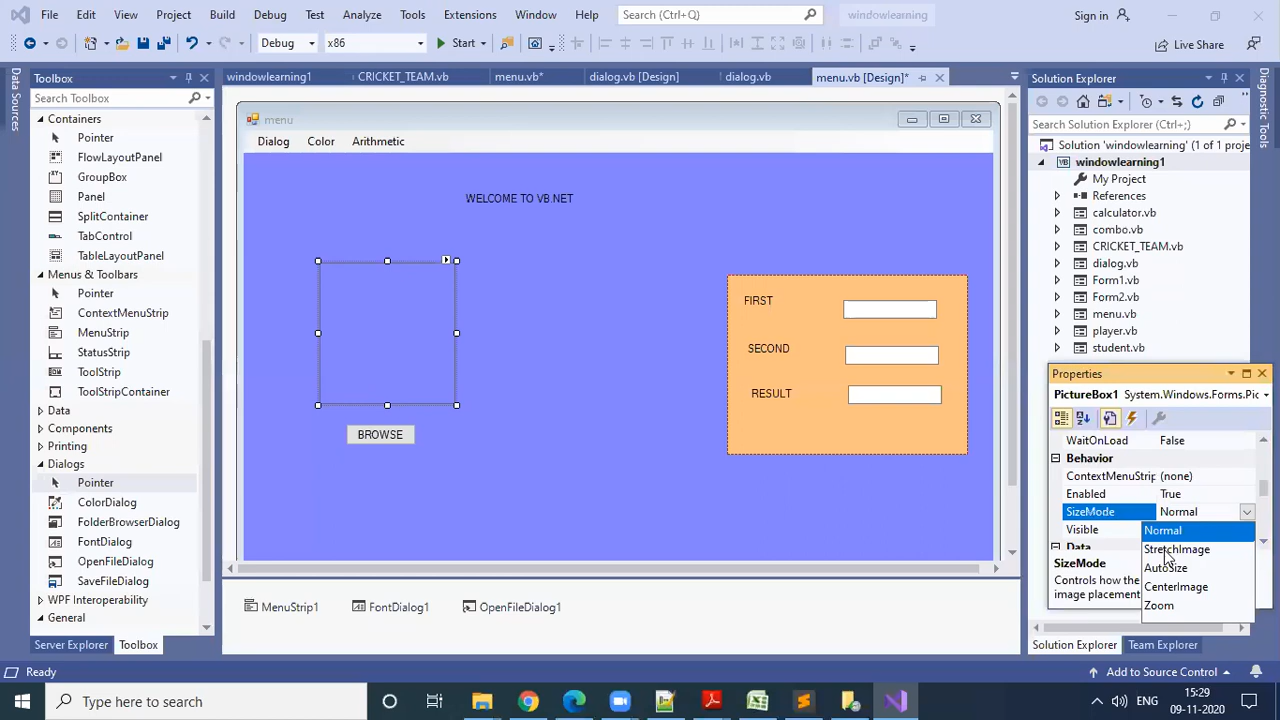 File Edit View Project Build Debug Test Analyze Tools Extensions Window Help Search (Ctrl+Q) windowlearning Sign in
Debug x86 Start Live Share
Data Sources
Toolbox
Search Toolbox
Containers
Pointer
FlowLayoutPanel
GroupBox
Panel
SplitContainer
TabControl
TableLayoutPanel
Menus & Toolbars
Pointer
ContextMenuStrip
MenuStrip
StatusStrip
ToolStrip
ToolStripContainer
Data
Components
Printing
Dialogs
Pointer
ColorDialog
FolderBrowserDialog
FontDialog
OpenFileDialog
SaveFileDialog
WPF Interoperability
General
Server Explorer Toolbox
windowlearning1 CRICKET_TEAM.vb menu.vb* dialog.vb [Design] dialog.vb menu.vb [Design]*
menu
Dialog Color Arithmetic
WELCOME TO VB.NET
BROWSE
FIRST
SECOND
RESULT
MenuStrip1 FontDialog1 OpenFileDialog1
Solution Explorer
Search Solution Explorer (Ctrl+;)
Solution 'windowlearning' (1 of 1 proje
windowlearning1
My Project
References
calculator.vb
combo.vb
CRICKET_TEAM.vb
dialog.vb
Form1.vb
Form2.vb
menu.vb
player.vb
student.vb
Diagnostic Tools
Properties
PictureBox1 System.Windows.Forms.Pic
WaitOnLoad False
Behavior
ContextMenuStrip (none)
Enabled True
SizeMode Normal
Visible
Data
Normal
StretchImage
AutoSize
CenterImage
Zoom
SizeMode
Controls how the
image placement
Solution Explorer Team Explorer
Ready Add to Source Control
Type here to search
ENG
15:29
09-11-2020